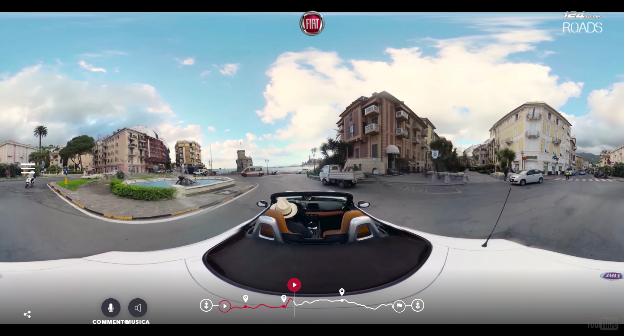 FIAT
124 SPIDER
ROADS
COMMENTO
MUSICA